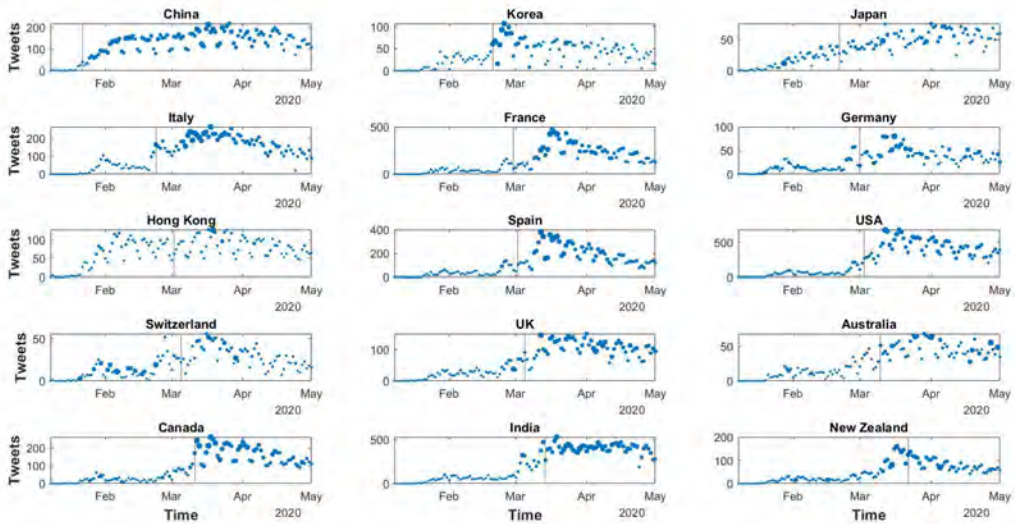 China Korea Japan
Tweets 200 100 0 100 50 0 50 0
Feb Mar Apr May Feb Mar Apr May Feb Mar Apr May
2020 2020 2020
Italy France Germany
Tweets 200 100 0 500 0 100 50 0
Feb Mar Apr May Feb Mar Apr May Feb Mar Apr May
2020 2020 2020
Hong Kong Spain USA
Tweets 100 50 0 400 200 0 500 0
Feb Mar Apr May Feb Mar Apr May Feb Mar Apr May
2020 2020 2020
Switzerland UK Australia
Tweets 50 0 100 0 50 0
Feb Mar Apr May Feb Mar Apr May Feb Mar Apr May
2020 2020 2020
Canada India New Zealand
Tweets 200 100 0 500 0 200 100 0
Feb Mar Apr May Feb Mar Apr May Feb Mar Apr May
Time 2020 Time 2020 Time 2020